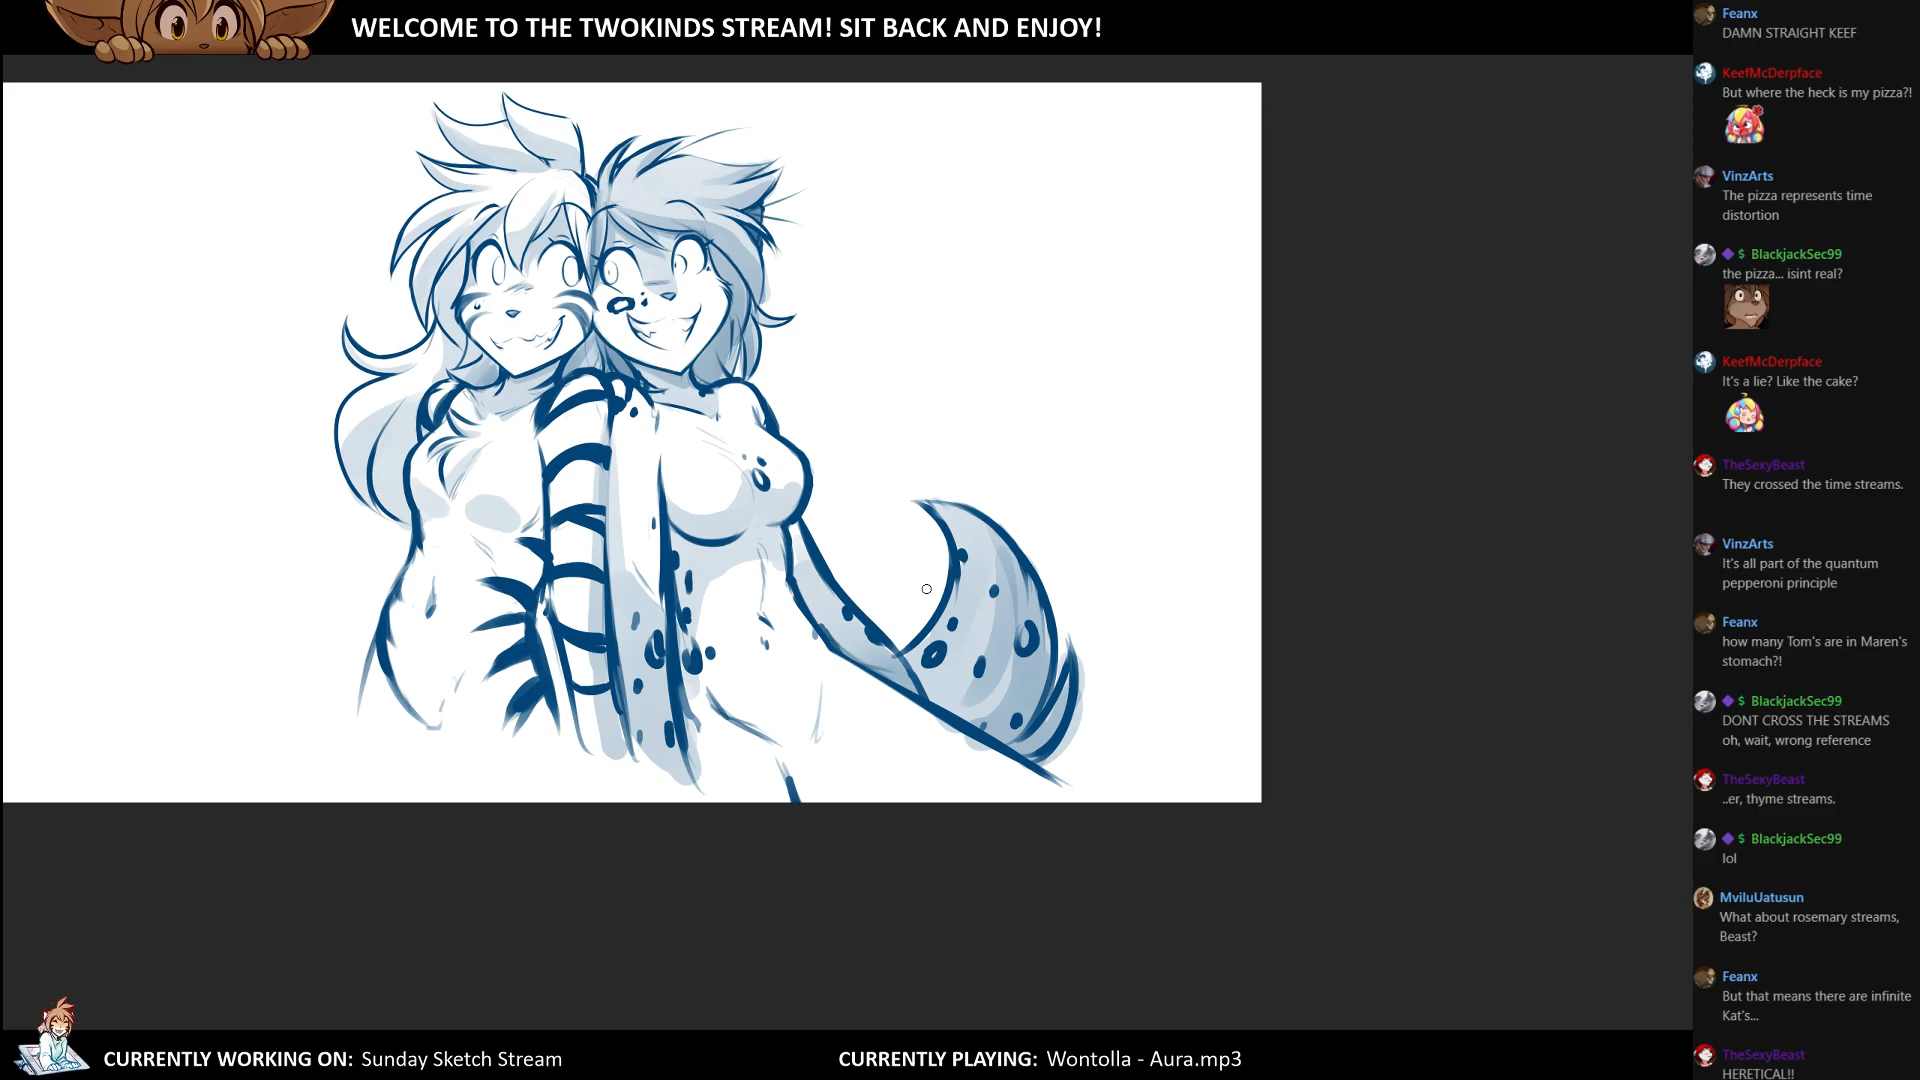 WELCOME TO THE TWOKINDS STREAM! SIT BACK AND ENJOY!
Feanx
DAMN STRAIGHT KEEF
KeefMcDerpface
But where the heck is my pizza?!
VinzArts
The pizza represents time
distortion
$ BlackjackSec99
the pizza... isint real?
KeefMcDerpface
It's a lie? Like the cake?
TheSexyBeast
They crossed the time streams.
VinzArts
It's all part of the quantum
pepperoni principle
Feanx
how many Tom's are in Maren's
stomach?!
$ BlackjackSec99
DONT CROSS THE STREAMS
oh, wait, wrong reference
TheSexyBeast
..er, thyme streams.
$ BlackjackSec99
lol
MviluUatusun
What about rosemary streams,
Beast?
Feanx
But that means there are infinite
Kat's...
TheSexyBeast
HERETICAL!!
CURRENTLY WORKING ON: Sunday Sketch Stream
CURRENTLY PLAYING: Wontolla - Aura.mp3